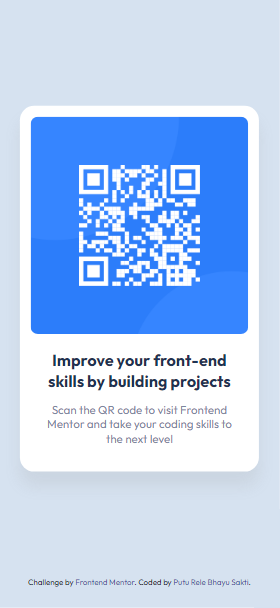 Improve your front-end
skills by building projects
Scan the QR code to visit Frontend
Mentor and take your coding skills to
the next level
Challenge by Frontend Mentor. Coded by Putu Rele Bhayu Sakti.